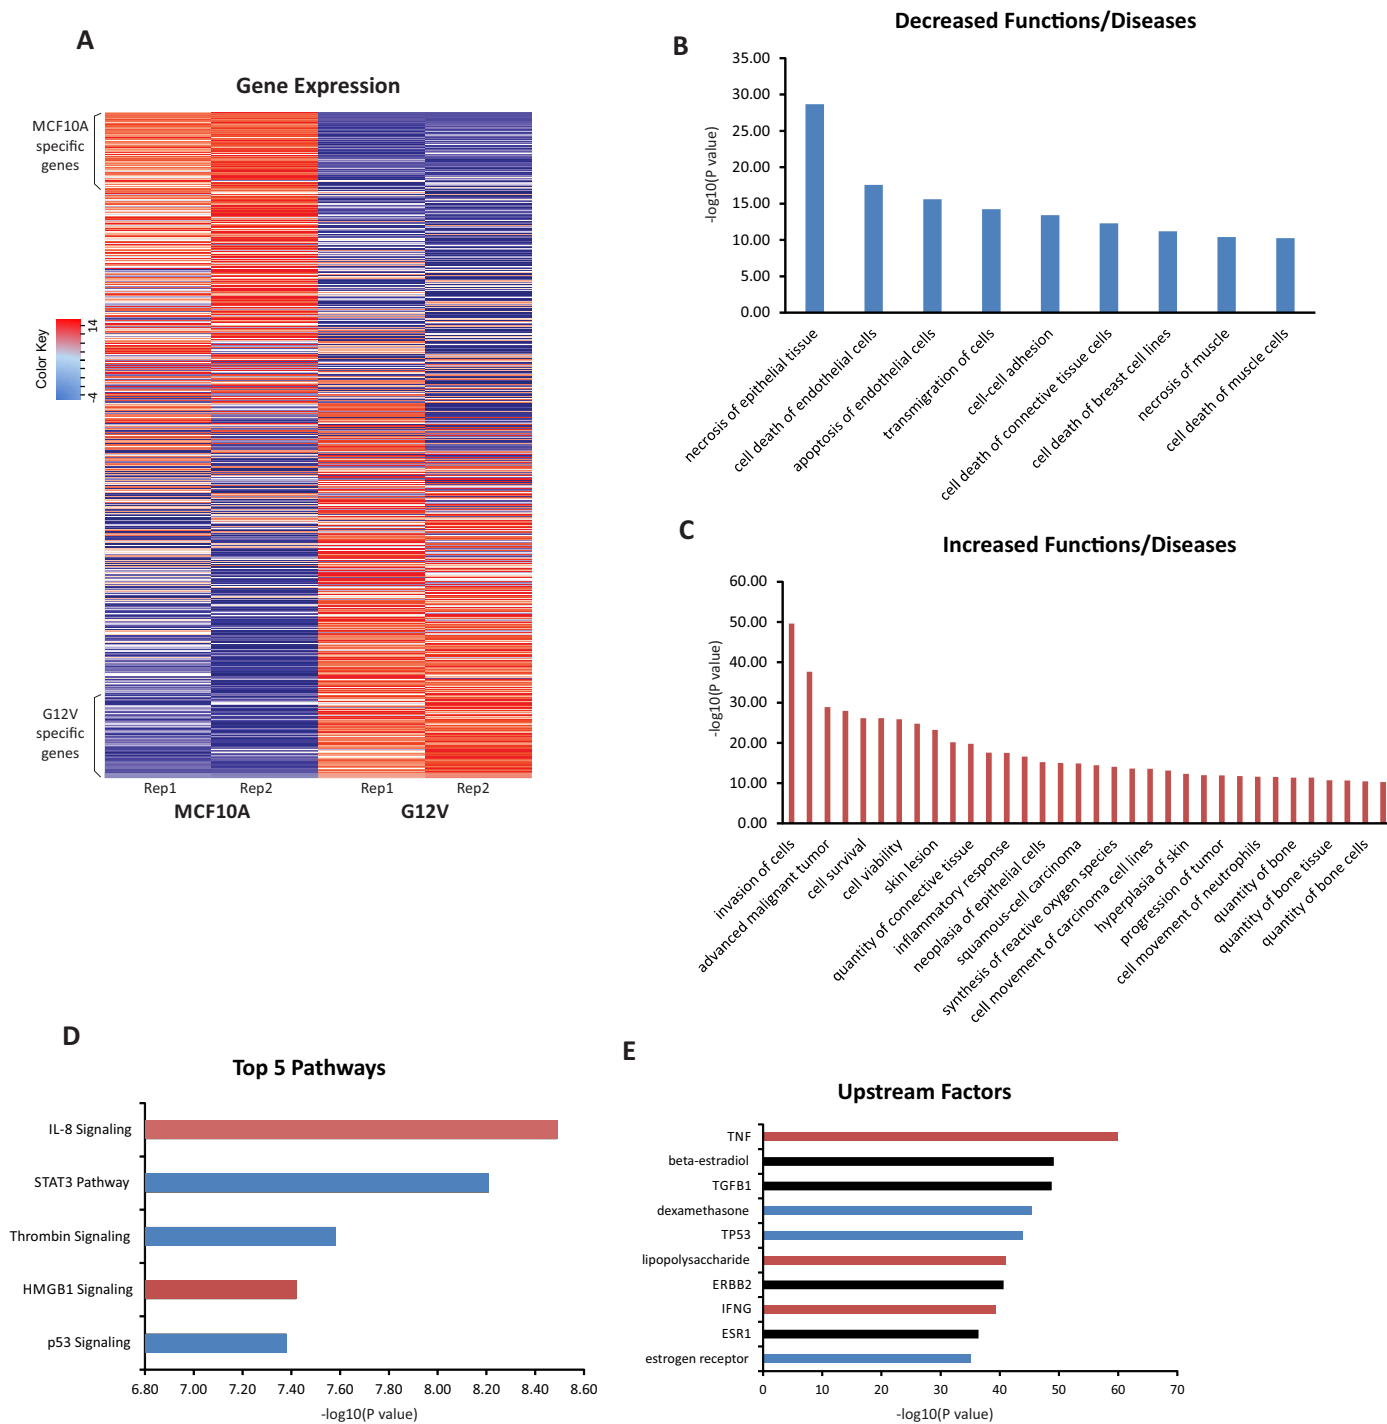 A
Gene Expression
MCF10A
specific
genes
Color Key
14
-4
G12V
specific
genes
Rep1
Rep2
Rep1
Rep2
MCF10A
G12V
B
Decreased Functions/Diseases
-log10(P value)
35.00
30.00
25.00
20.00
15.00
10.00
5.00
0.00
necrosis of epithelial tissue
cell death of endothelial cells
apoptosis of endothelial cells
transmigration of cells
cell-cell adhesion
cell death of connective tissue cells
cell death of breast cell lines
necrosis of muscle
cell death of muscle cells
C
Increased Functions/Diseases
-log10(P value)
60.00
50.00
40.00
30.00
20.00
10.00
0.00
invasion of cells
advanced malignant tumor
cell survival
cell viability
skin lesion
quantity of connective tissue
inflammatory response
neoplasia of epithelial cells
squamous-cell carcinoma
synthesis of reactive oxygen species
cell movement of carcinoma cell lines
hyperplasia of skin
progression of tumor
cell movement of neutrophils
quantity of bone
quantity of bone tissue
quantity of bone cells
D
Top 5 Pathways
IL-8 Signaling
STAT3 Pathway
Thrombin Signaling
HMGB1 Signaling
p53 Signaling
6.80 7.00 7.20 7.40 7.60 7.80 8.00 8.20 8.40 8.60
-log10(P value)
E
Upstream Factors
TNF
beta-estradiol
TGFB1
dexamethasone
TP53
lipopolysaccharide
ERBB2
IFNG
ESR1
estrogen receptor
0 10 20 30 40 50 60 70
-log10(P value)